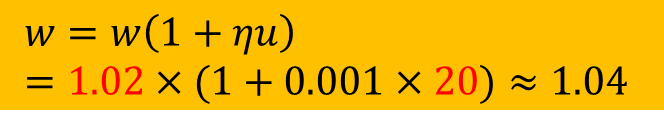 w = w(1 + ηu)
= 1.02 × (1 + 0.001 × 20) ≈ 1.04